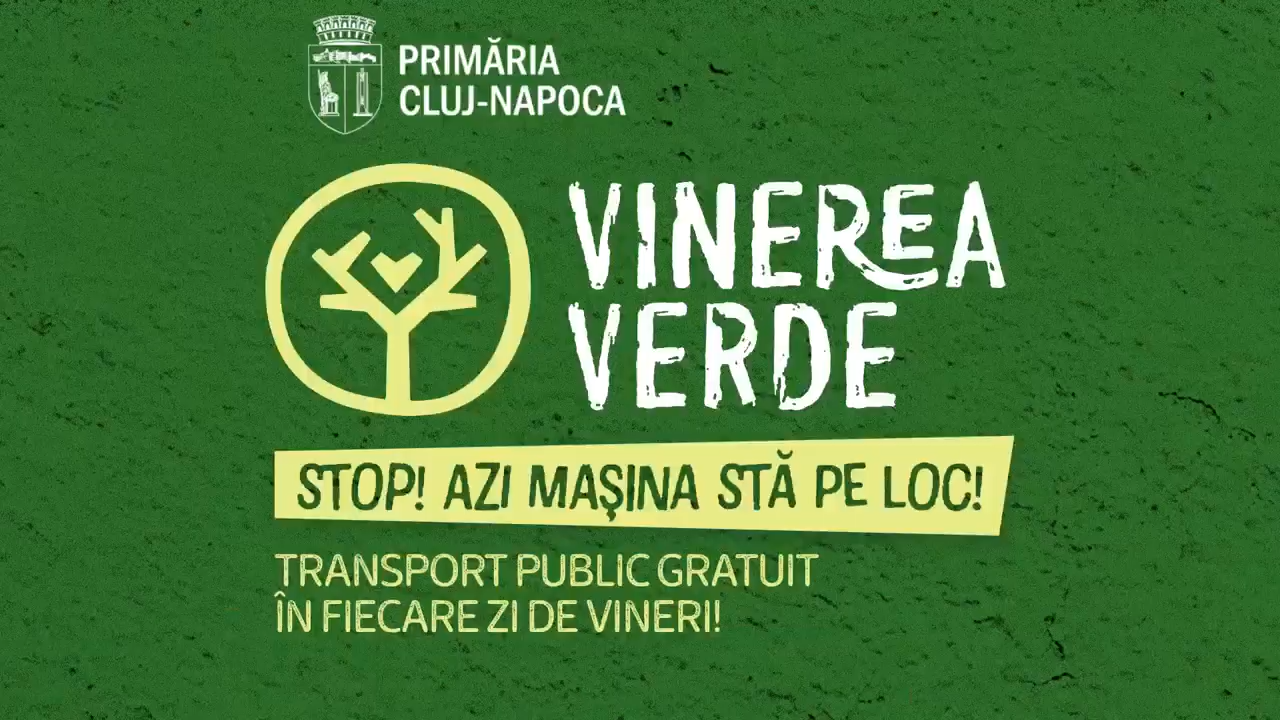 PRIMĂRIA
CLUJ-NAPOCA
VINEREA
VERDE
STOP! AZI MAȘINA STĂ PE LOC!
TRANSPORT PUBLIC GRATUIT
ÎN FIECARE ZI DE VINERI!